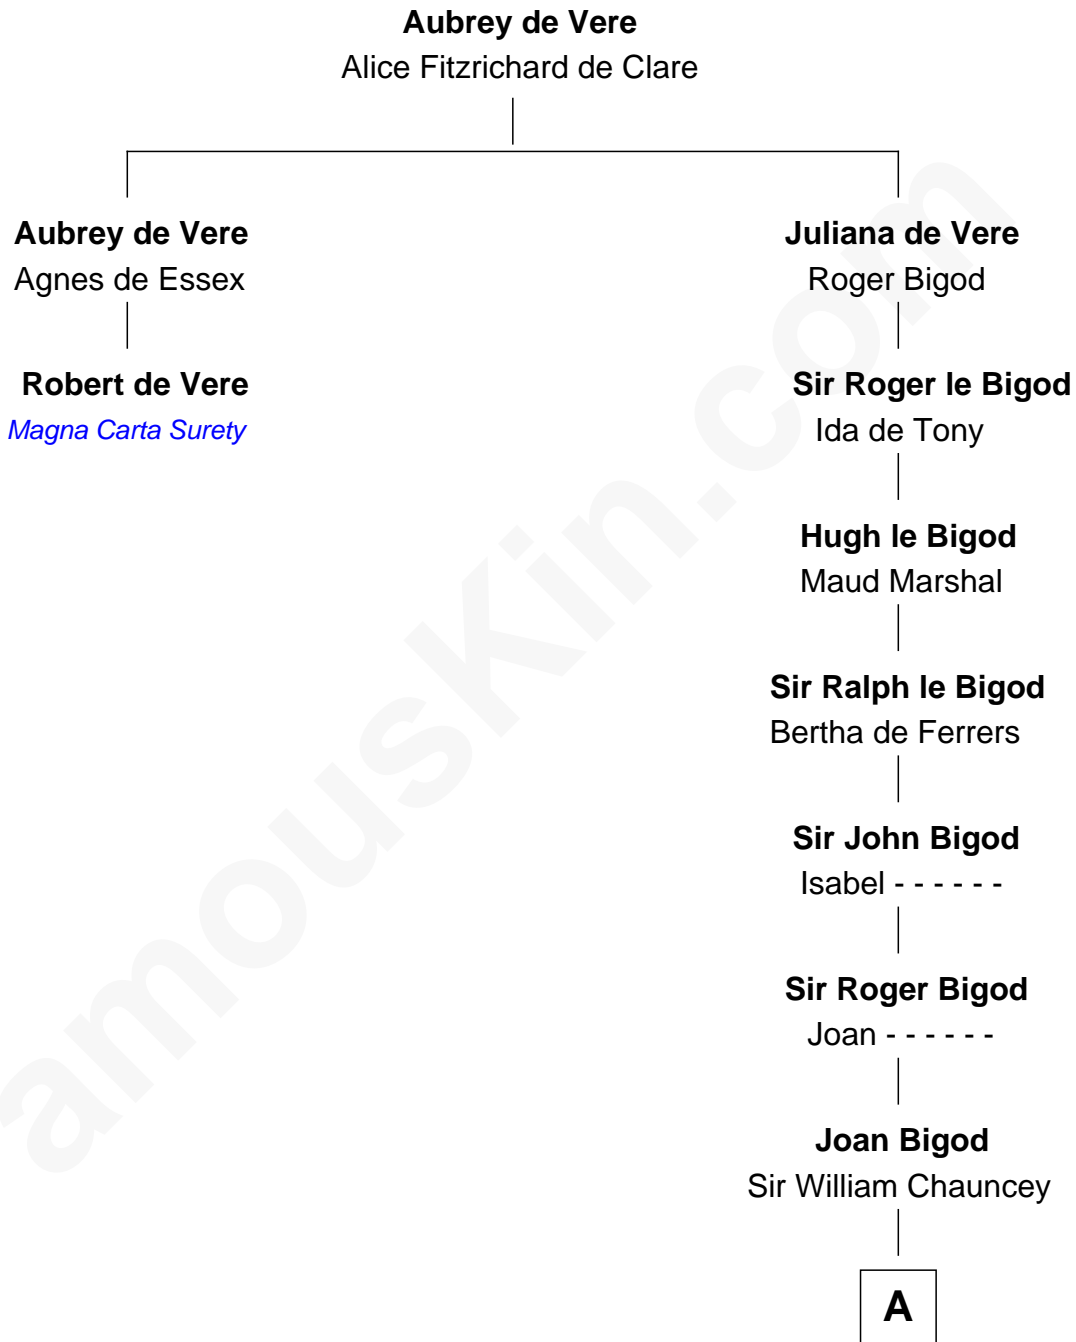 Aubrey de Vere
Alice Fitzrichard de Clare
Aubrey de Vere
Agnes de Essex
Robert de Vere
Magna Carta Surety
Juliana de Vere
Roger Bigod
Sir Roger le Bigod
Ida de Tony
Hugh le Bigod
Maud Marshal
Sir Ralph le Bigod
Bertha de Ferrers
Sir John Bigod
Isabel - - - - - -
Sir Roger Bigod
Joan - - - - - -
Joan Bigod
Sir William Chauncey
A
amouskin.com